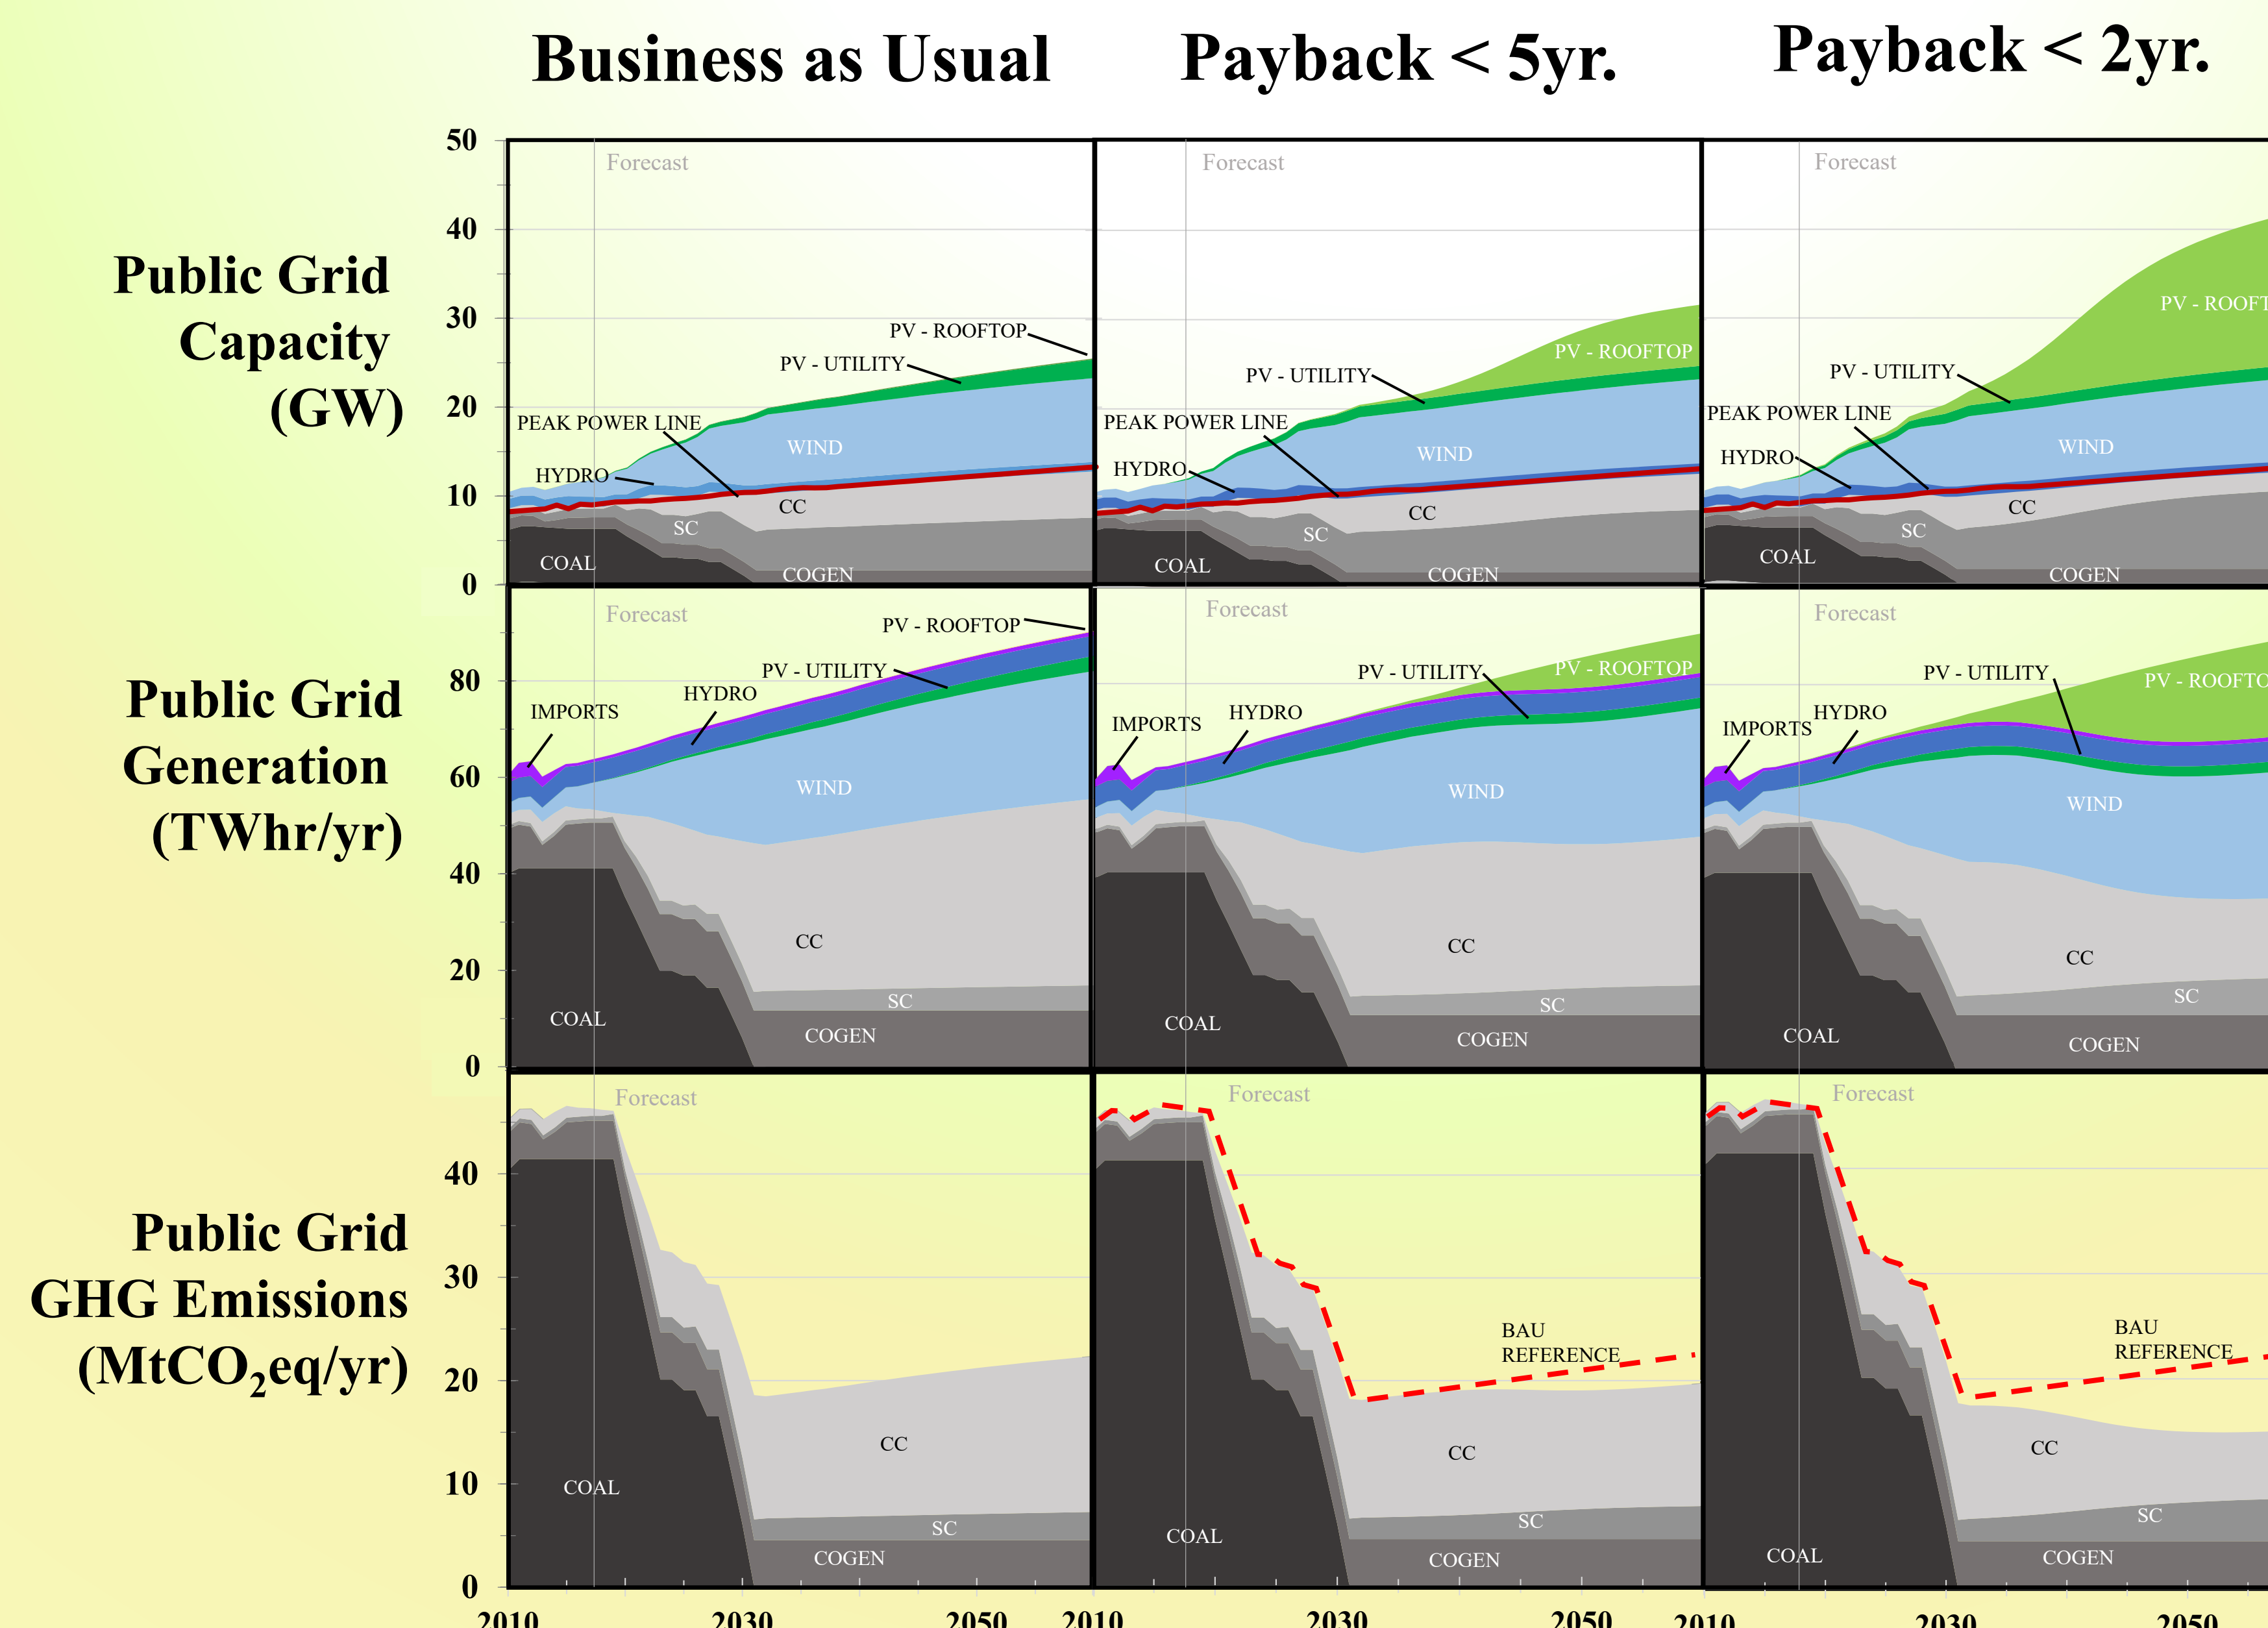 Business as Usual
Payback < 5yr.
Payback < 2yr.
Public Grid
Capacity
(GW)
50
40
30
20
10
0
Forecast
PV - ROOFTOP
PV - UTILITY
PEAK POWER LINE
WIND
HYDRO
CC
SC
COAL
COGEN
Forecast
PV - ROOFTOP
PV - UTILITY
PEAK POWER LINE
WIND
HYDRO
CC
SC
COAL
COGEN
Forecast
PV - ROOFT
PV - UTILITY
PEAK POWER LINE
WIND
HYDRO
CC
SC
COAL
COGEN
Public Grid
Generation
(TWhr/yr)
80
60
40
20
0
Forecast
PV - ROOFTOP
PV - UTILITY
HYDRO
IMPORTS
WIND
CC
SC
COAL
COGEN
Forecast
PV - ROOFTOP
PV - UTILITY
HYDRO
IMPORTS
WIND
CC
SC
COAL
COGEN
Forecast
PV - UTILITY
PV - ROOFTO
HYDRO
IMPORTS
WIND
CC
SC
COAL
COGEN
Public Grid
GHG Emissions
(MtCO₂eq/yr)
40
30
20
10
0
Forecast
CC
COAL
SC
COGEN
Forecast
BAU
REFERENCE
CC
SC
COAL
COGEN
Forecast
BAU
REFERENCE
CC
SC
COAL
COGEN
2010 2030 2050 2010 2030 2050 2010 2030 2050